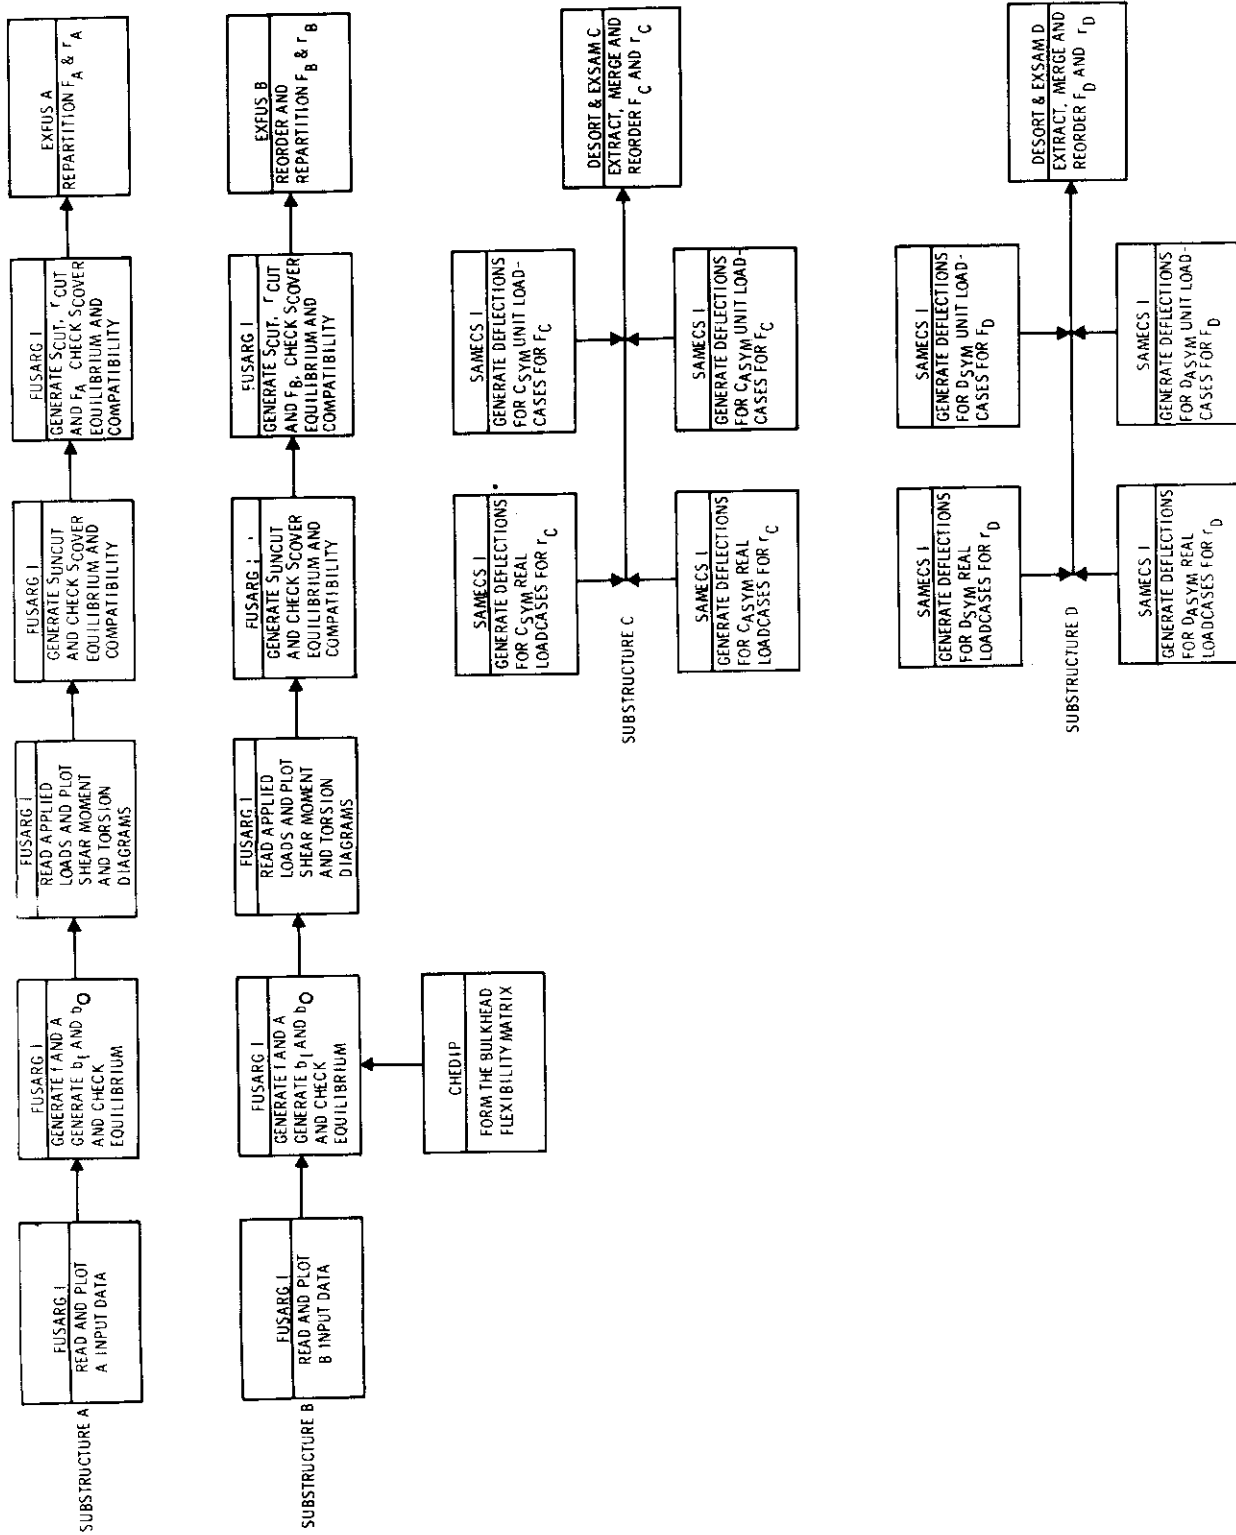 SUBSTRUCTURE A
FUSARG I
READ AND PLOT
A INPUT DATA
FUSARG I
GENERATE f AND A
GENERATE b₁ AND b₀
AND CHECK
EQUILIBRIUM
FUSARG I
READ APPLIED
LOADS AND PLOT
SHEAR MOMENT
AND TORSION
DIAGRAMS
FUSARG I
GENERATE SUNCUT
AND CHECK SCOVER
EQUILIBRIUM AND
COMPATIBILITY
FUSARG I
GENERATE SCUT, rCUT
AND FA CHECK SCOVER
EQUILIBRIUM AND
COMPATIBILITY
EXFUS A
REPARTITION FA & rA
SUBSTRUCTURE B
FUSARG I
READ AND PLOT
B INPUT DATA
FUSARG I
GENERATE f AND A
GENERATE b₁ AND b₀
AND CHECK
EQUILIBRIUM
CHEDIP
FORM THE BULKHEAD
FLEXIBILITY MATRIX
FUSARG I
READ APPLIED
LOADS AND PLOT
SHEAR MOMENT
AND TORSION
DIAGRAMS
FUSARG I
GENERATE SUNCUT
AND CHECK SCOVER
EQUILIBRIUM AND
COMPATIBILITY
FUSARG I
GENERATE SCUT, rCUT
AND FB, CHECK SCOVER
EQUILIBRIUM AND
COMPATIBILITY
EXFUS B
REORDER AND
REPARTITION FB & rB
SUBSTRUCTURE C
SAMECS I
GENERATE DEFLECTIONS
FOR CSYM REAL
LOADCASES FOR rC
SAMECS I
GENERATE DEFLECTIONS
FOR CASYM REAL
LOADCASES FOR rC
SAMECS I
GENERATE DEFLECTIONS
FOR CSYM UNIT LOAD-
CASES FOR FC
SAMECS I
GENERATE DEFLECTIONS
FOR CASYM UNIT LOAD-
CASES FOR FC
DESORT & EXSAM C
EXTRACT, MERGE AND
REORDER FC AND rC
SUBSTRUCTURE D
SAMECS I
GENERATE DEFLECTIONS
FOR DSYM REAL
LOADCASES FOR rD
SAMECS I
GENERATE DEFLECTIONS
FOR DASYM REAL
LOADCASES FOR rD
SAMECS I
GENERATE DEFLECTIONS
FOR DSYM UNIT LOAD-
CASES FOR FD
SAMECS I
GENERATE DEFLECTIONS
FOR DASYM UNIT LOAD-
CASES FOR FD
DESORT & EXSAM D
EXTRACT, MERGE AND
REORDER FD AND rD